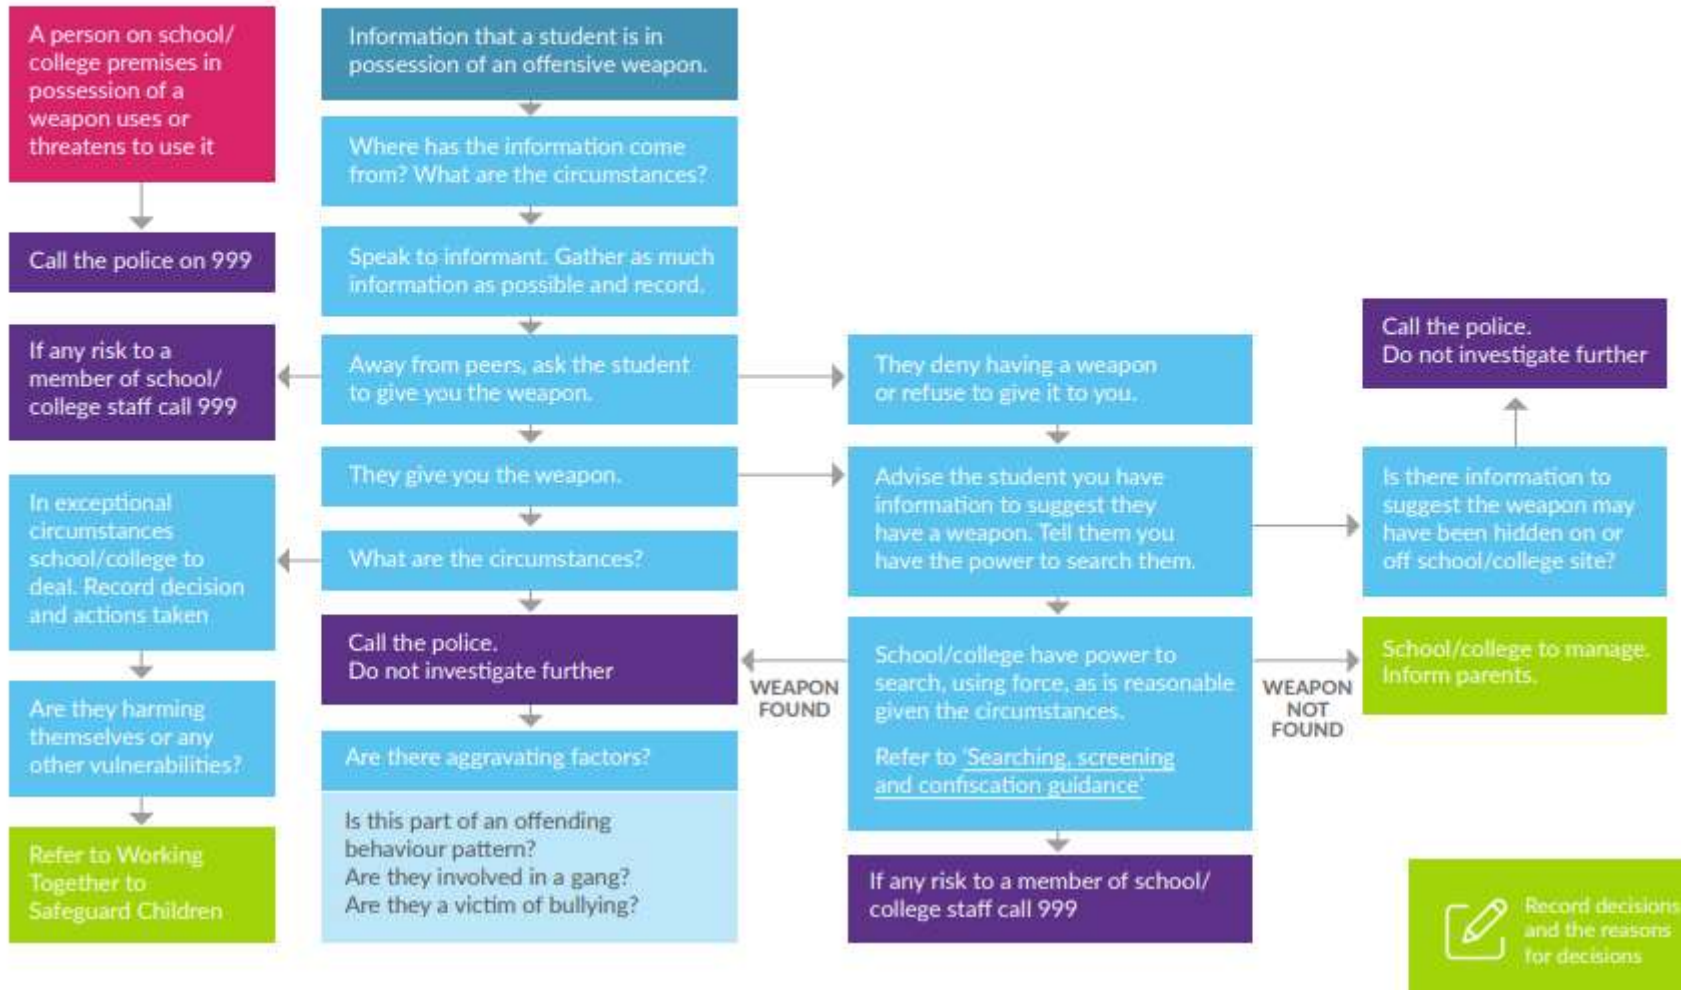 A person on school/
college premises in
possession of a
weapon uses or
threatens to use it
Call the police on 999
If any risk to a
member of school/
college staff call 999
In exceptional
circumstances
school/college to
deal. Record decision
and actions taken
Are they harming
themselves or any
other vulnerabilities?
Refer to Working
Together to
Safeguard Children
Information that a student is in
possession of an offensive weapon.
Where has the information come
from? What are the circumstances?
Speak to informant. Gather as much
information as possible and record.
Away from peers, ask the student
to give you the weapon.
They give you the weapon.
What are the circumstances?
Call the police.
Do not investigate further
Are there aggravating factors?
Is this part of an offending
behaviour pattern?
Are they involved in a gang?
Are they a victim of bullying?
They deny having a weapon
or refuse to give it to you.
Advise the student you have
information to suggest they
have a weapon. Tell them you
have the power to search them.
WEAPON
FOUND
School/college have power to
search, using force, as is reasonable
given the circumstances.
Refer to 'Searching, screening
and confiscation guidance'
WEAPON
NOT
FOUND
If any risk to a member of school/
college staff call 999
Call the police.
Do not investigate further
Is there information to
suggest the weapon may
have been hidden on or
off school/college site?
School/college to manage.
Inform parents.
Record decisions
and the reasons
for decisions